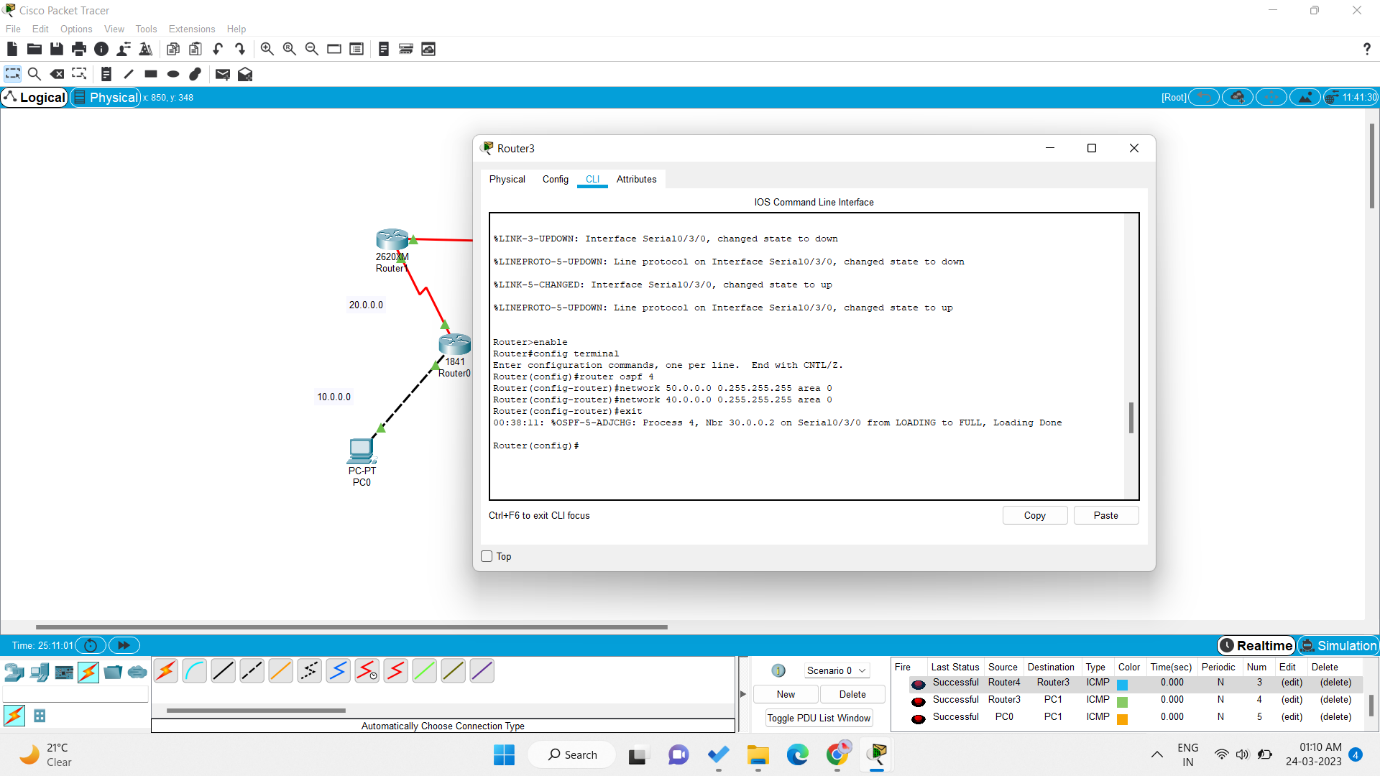 Cisco Packet Tracer
File Edit Options View Tools Extensions Help
?
Logical Physical x: 850, y: 348 [Root] 11:41:30
Router3
Physical Config CLI Attributes
IOS Command Line Interface
%LINK-3-UPDOWN: Interface Serial0/3/0, changed state to down
%LINEPROTO-5-UPDOWN: Line protocol on Interface Serial0/3/0, changed state to down
%LINK-5-CHANGED: Interface Serial0/3/0, changed state to up
%LINEPROTO-5-UPDOWN: Line protocol on Interface Serial0/3/0, changed state to up
Router>enable
Router#config terminal
Enter configuration commands, one per line. End with CNTL/Z.
Router(config)#router ospf 4
Router(config-router)#network 50.0.0.0 0.255.255.255 area 0
Router(config-router)#network 40.0.0.0 0.255.255.255 area 0
Router(config-router)#exit
00:38:11: %OSPF-5-ADJCHG: Process 4, Nbr 30.0.0.2 on Serial0/3/0 from LOADING to FULL, Loading Done
Router(config)#
Ctrl+F6 to exit CLI focus
Copy Paste
Top
2620XM
Router1
20.0.0.0
1841
Router0
10.0.0.0
PC-PT
PC0
Time: 25:11:01 Realtime Simulation
Automatically Choose Connection Type
Scenario 0
New Delete
Toggle PDU List Window
Fire Last Status Source Destination Type Color Time(sec) Periodic Num Edit Delete
Successful Router4 Router3 ICMP 0.000 N 3 (edit) (delete)
Successful Router3 PC1 ICMP 0.000 N 4 (edit) (delete)
Successful PC0 PC1 ICMP 0.000 N 5 (edit) (delete)
21°C
Clear
Search
ENG
IN
01:10 AM
24-03-2023
4